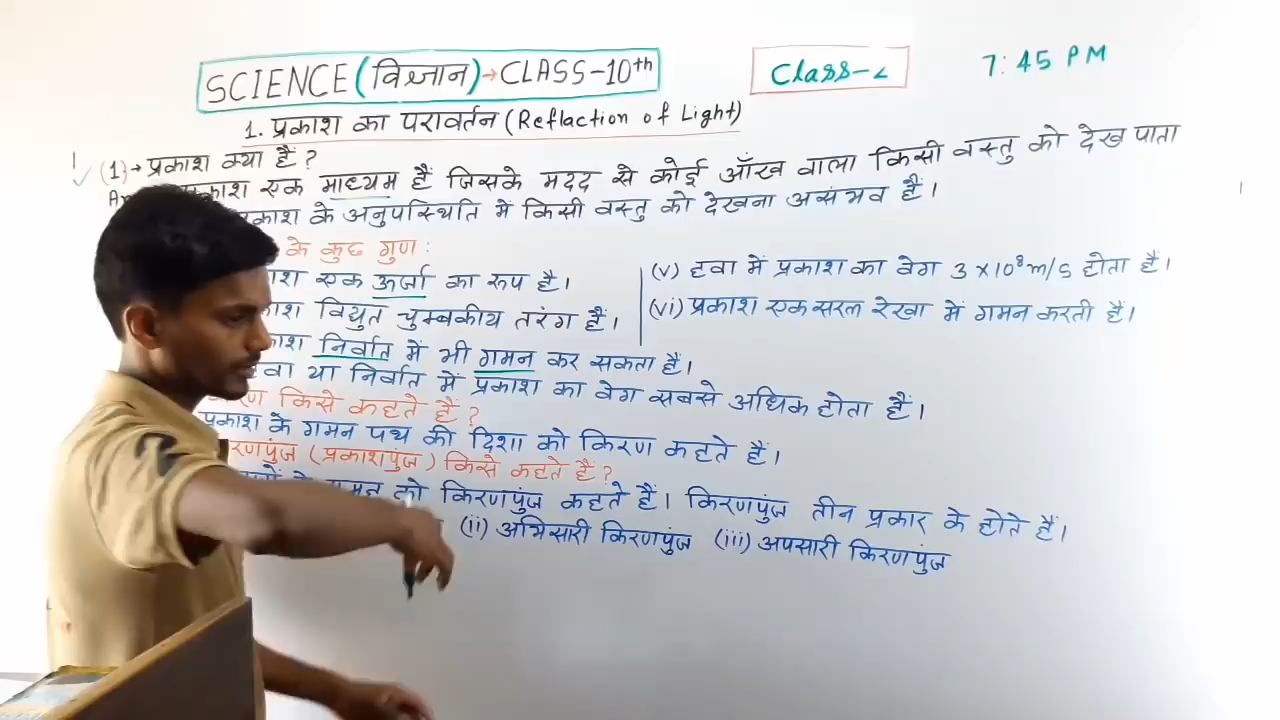 SCIENCE (विज्ञान) → CLASS-10th
Class-2
7:45 PM
1. प्रकाश का परावर्तन (Reflaction of Light)
(1) → प्रकाश क्या हैं ?
प्रकाश एक माध्यम हैं जिसके मदद से कोई आँख वाला किसी वस्तु को देख पाता
प्रकाश के अनुपस्थिति में किसी वस्तु को देखना असंभव हैं।
के कुछ गुण:
एक ऊर्जा का रूप है।
विद्युत चुम्बकीय तरंग हैं।
निर्वात में भी गमन कर सकता हैं।
या निर्वात में प्रकाश का वेग सबसे अधिक होता हैं।
(v) हवा में प्रकाश का वेग 3 x 10⁸ m/s होता है।
(vi) प्रकाश एक सरल रेखा में गमन करती हैं।
किसे कहते हैं ?
प्रकाश के गमन पथ की दिशा को किरण कहते हैं।
(प्रकाशपुंज) किसे कहते हैं ?
गमन को किरणपुंज कहते हैं। किरणपुंज तीन प्रकार के होते हैं।
(ii) अभिसारी किरणपुंज (iii) अपसारी किरणपुंज